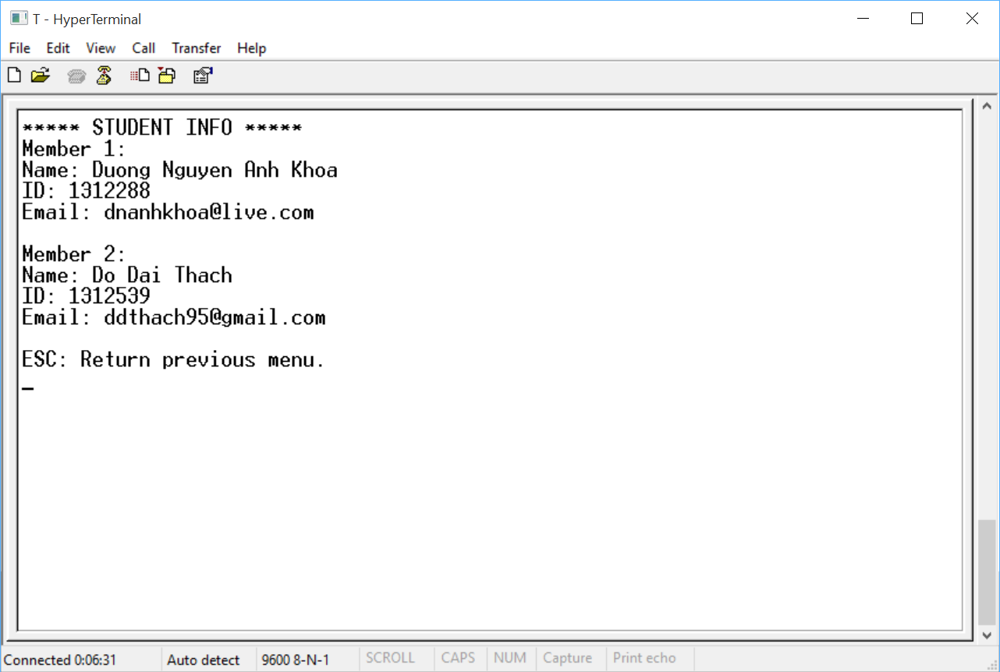 T - HyperTerminal
File Edit View Call Transfer Help
***** STUDENT INFO *****
Member 1:
Name: Duong Nguyen Anh Khoa
ID: 1312288
Email: dnanhkhoa@live.com
Member 2:
Name: Do Dai Thach
ID: 1312539
Email: ddthach95@gmail.com
ESC: Return previous menu.
_
Connected 0:06:31 Auto detect 9600 8-N-1 SCROLL CAPS NUM Capture Print echo